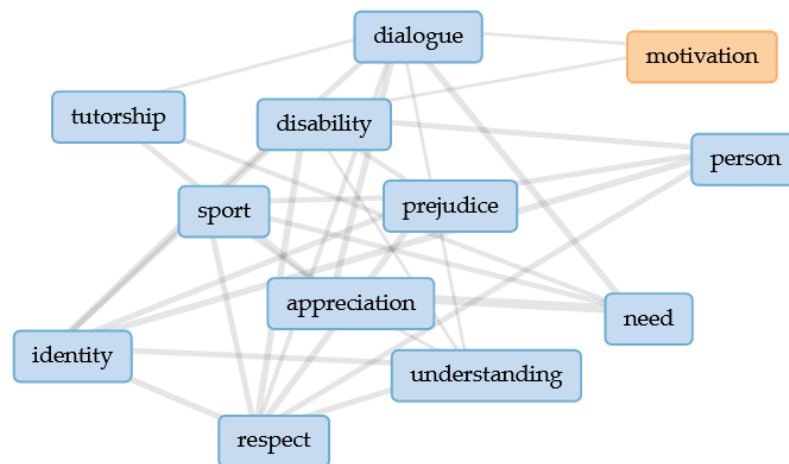 dialogue
motivation
tutorship
disability
person
sport
prejudice
appreciation
need
identity
understanding
respect